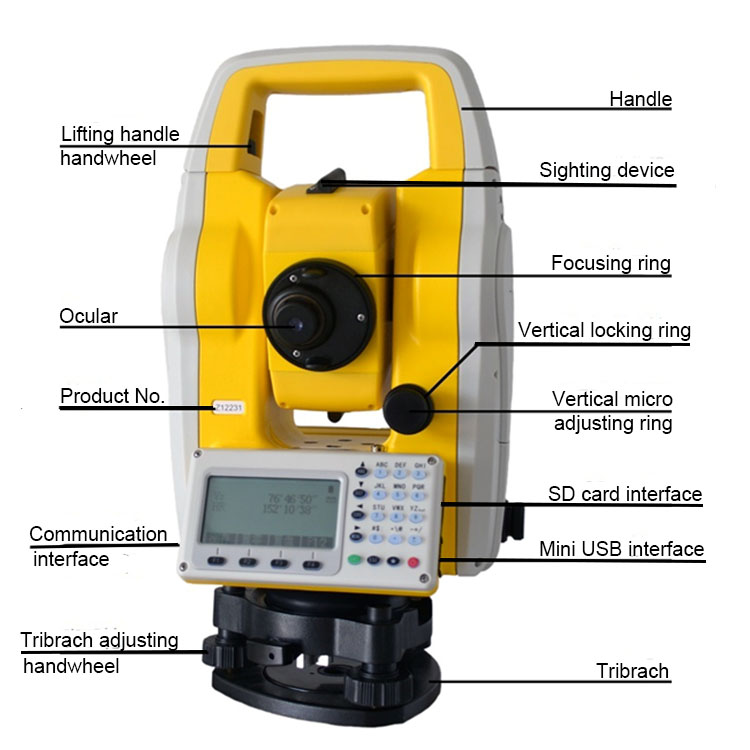 Handle
Lifting handle
handwheel
Sighting device
Focusing ring
Ocular
Vertical locking ring
Product No.
Vertical micro
adjusting ring
Z12231
ABC DEF GHI
JKL MNO PQR
STU VWX YZ
76°46'50"
HR: 152°10'38"
SD card interface
Communication
interface
Mini USB interface
Tribrach adjusting
handwheel
Tribrach